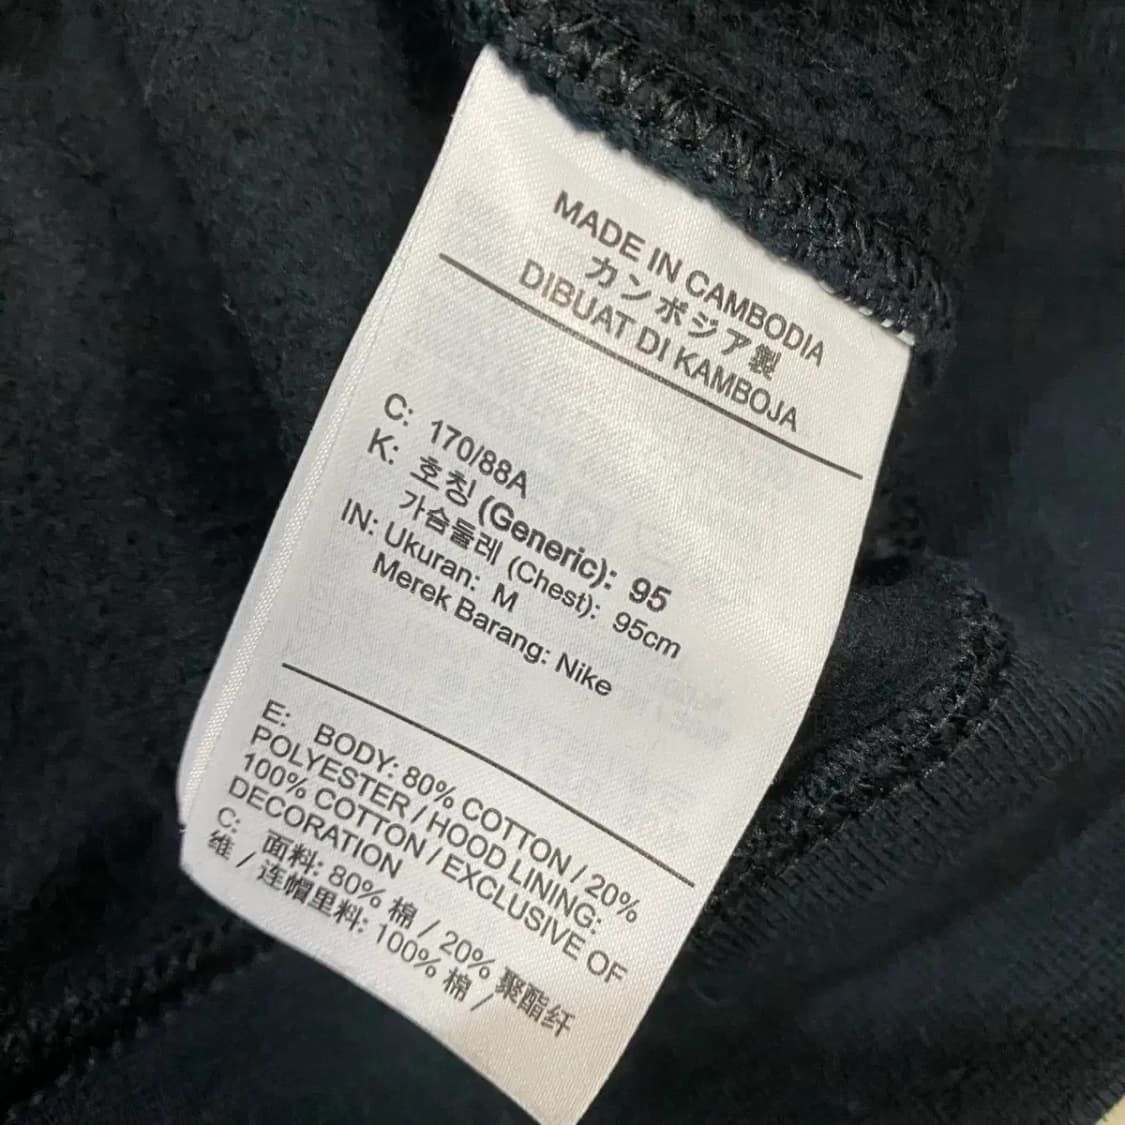 MADE IN CAMBODIA
カンボジア製
DIBUAT DI KAMBOJA
C: 170/88A
K: 호칭 (Generic): 95
가슴둘레 (Chest): 95cm
IN: Ukuran: M
Merek Barang: Nike
E: BODY: 80% COTTON / 20%
POLYESTER / HOOD LINING:
100% COTTON / EXCLUSIVE OF
DECORATION
C: 面料: 80% 棉 / 20% 聚酯纤
维 / 连帽里料: 100% 棉 /